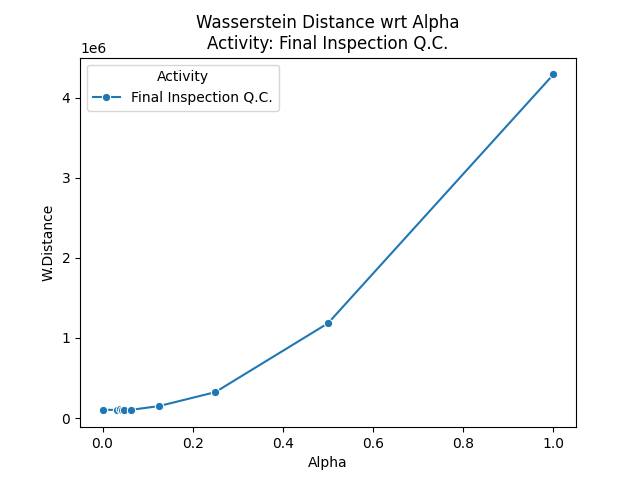 Wasserstein Distance wrt Alpha
Activity: Final Inspection Q.C.
1e6
Activity
Final Inspection Q.C.
4
3
2
1
0
W.Distance
0.0 0.2 0.4 0.6 0.8 1.0
Alpha